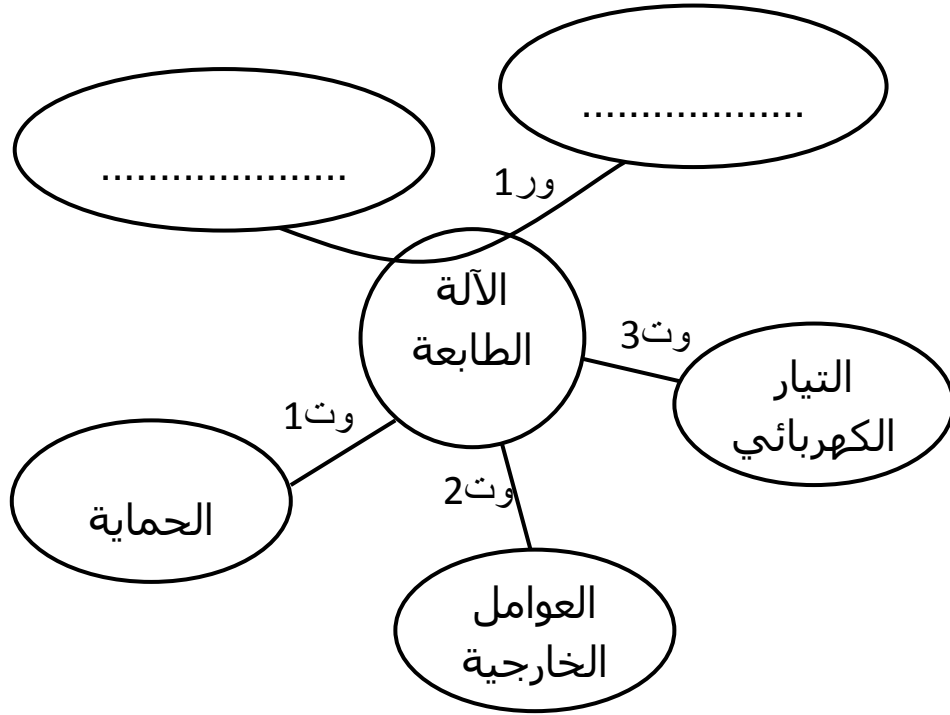 ...................
.....................
ور1
الآلة
الطابعة
وت3
التيار
الكهربائي
وت1
الحماية
وت2
العوامل
الخارجية